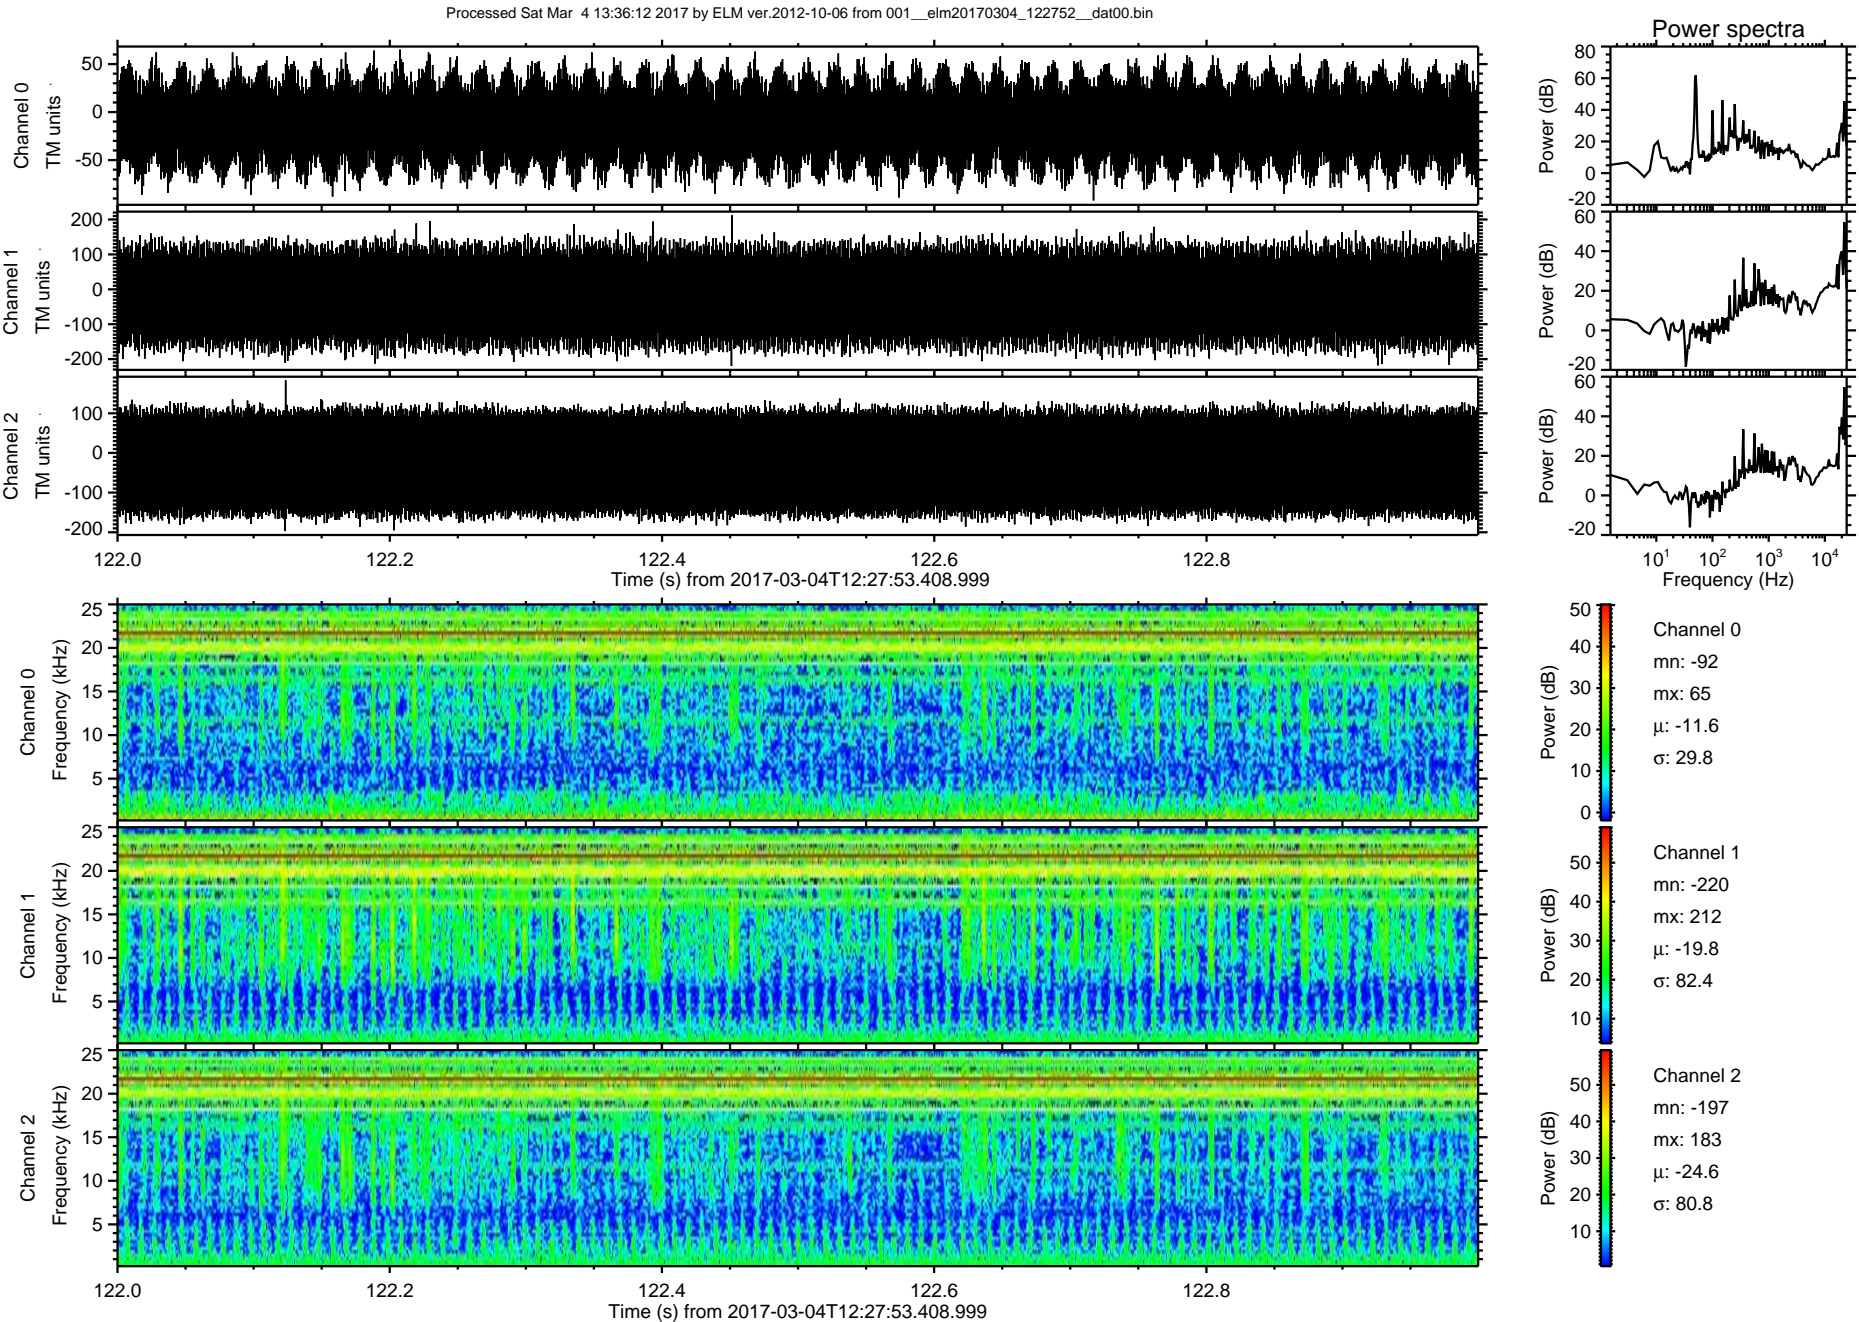 Processed Sat Mar  4 13:36:12 2017 by ELM ver.2012-10-06 from 001__elm20170304_122752__dat00.bin
Power spectra
Channel 0
TM units
50
0
-50
Power (dB)
80
60
40
20
0
-20
Channel 1
TM units
200
100
0
-100
-200
Power (dB)
60
40
20
0
-20
Channel 2
TM units
100
0
-100
-200
Power (dB)
60
40
20
0
-20
122.0 122.2 122.4 122.6 122.8
Time (s) from 2017-03-04T12:27:53.408.999
10^1 10^2 10^3 10^4
Frequency (Hz)
Channel 0
Frequency (kHz)
25
20
15
10
5
Power (dB)
50
40
30
20
10
0
Channel 0
mn: -92
mx: 65
μ: -11.6
σ: 29.8
Channel 1
Frequency (kHz)
25
20
15
10
5
Power (dB)
50
40
30
20
10
Channel 1
mn: -220
mx: 212
μ: -19.8
σ: 82.4
Channel 2
Frequency (kHz)
25
20
15
10
5
Power (dB)
50
40
30
20
10
Channel 2
mn: -197
mx: 183
μ: -24.6
σ: 80.8
122.0 122.2 122.4 122.6 122.8
Time (s) from 2017-03-04T12:27:53.408.999